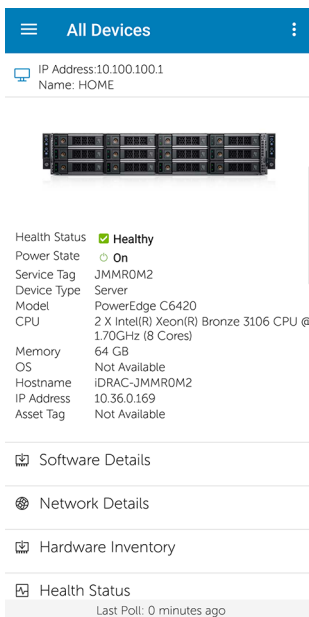 All Devices
IP Address:10.100.100.1
Name: HOME
Health Status Healthy
Power State On
Service Tag JMMR0M2
Device Type Server
Model PowerEdge C6420
CPU 2 X Intel(R) Xeon(R) Bronze 3106 CPU @
1.70GHz (8 Cores)
Memory 64 GB
OS Not Available
Hostname iDRAC-JMMR0M2
IP Address 10.36.0.169
Asset Tag Not Available
Software Details
Network Details
Hardware Inventory
Health Status
Last Poll: 0 minutes ago